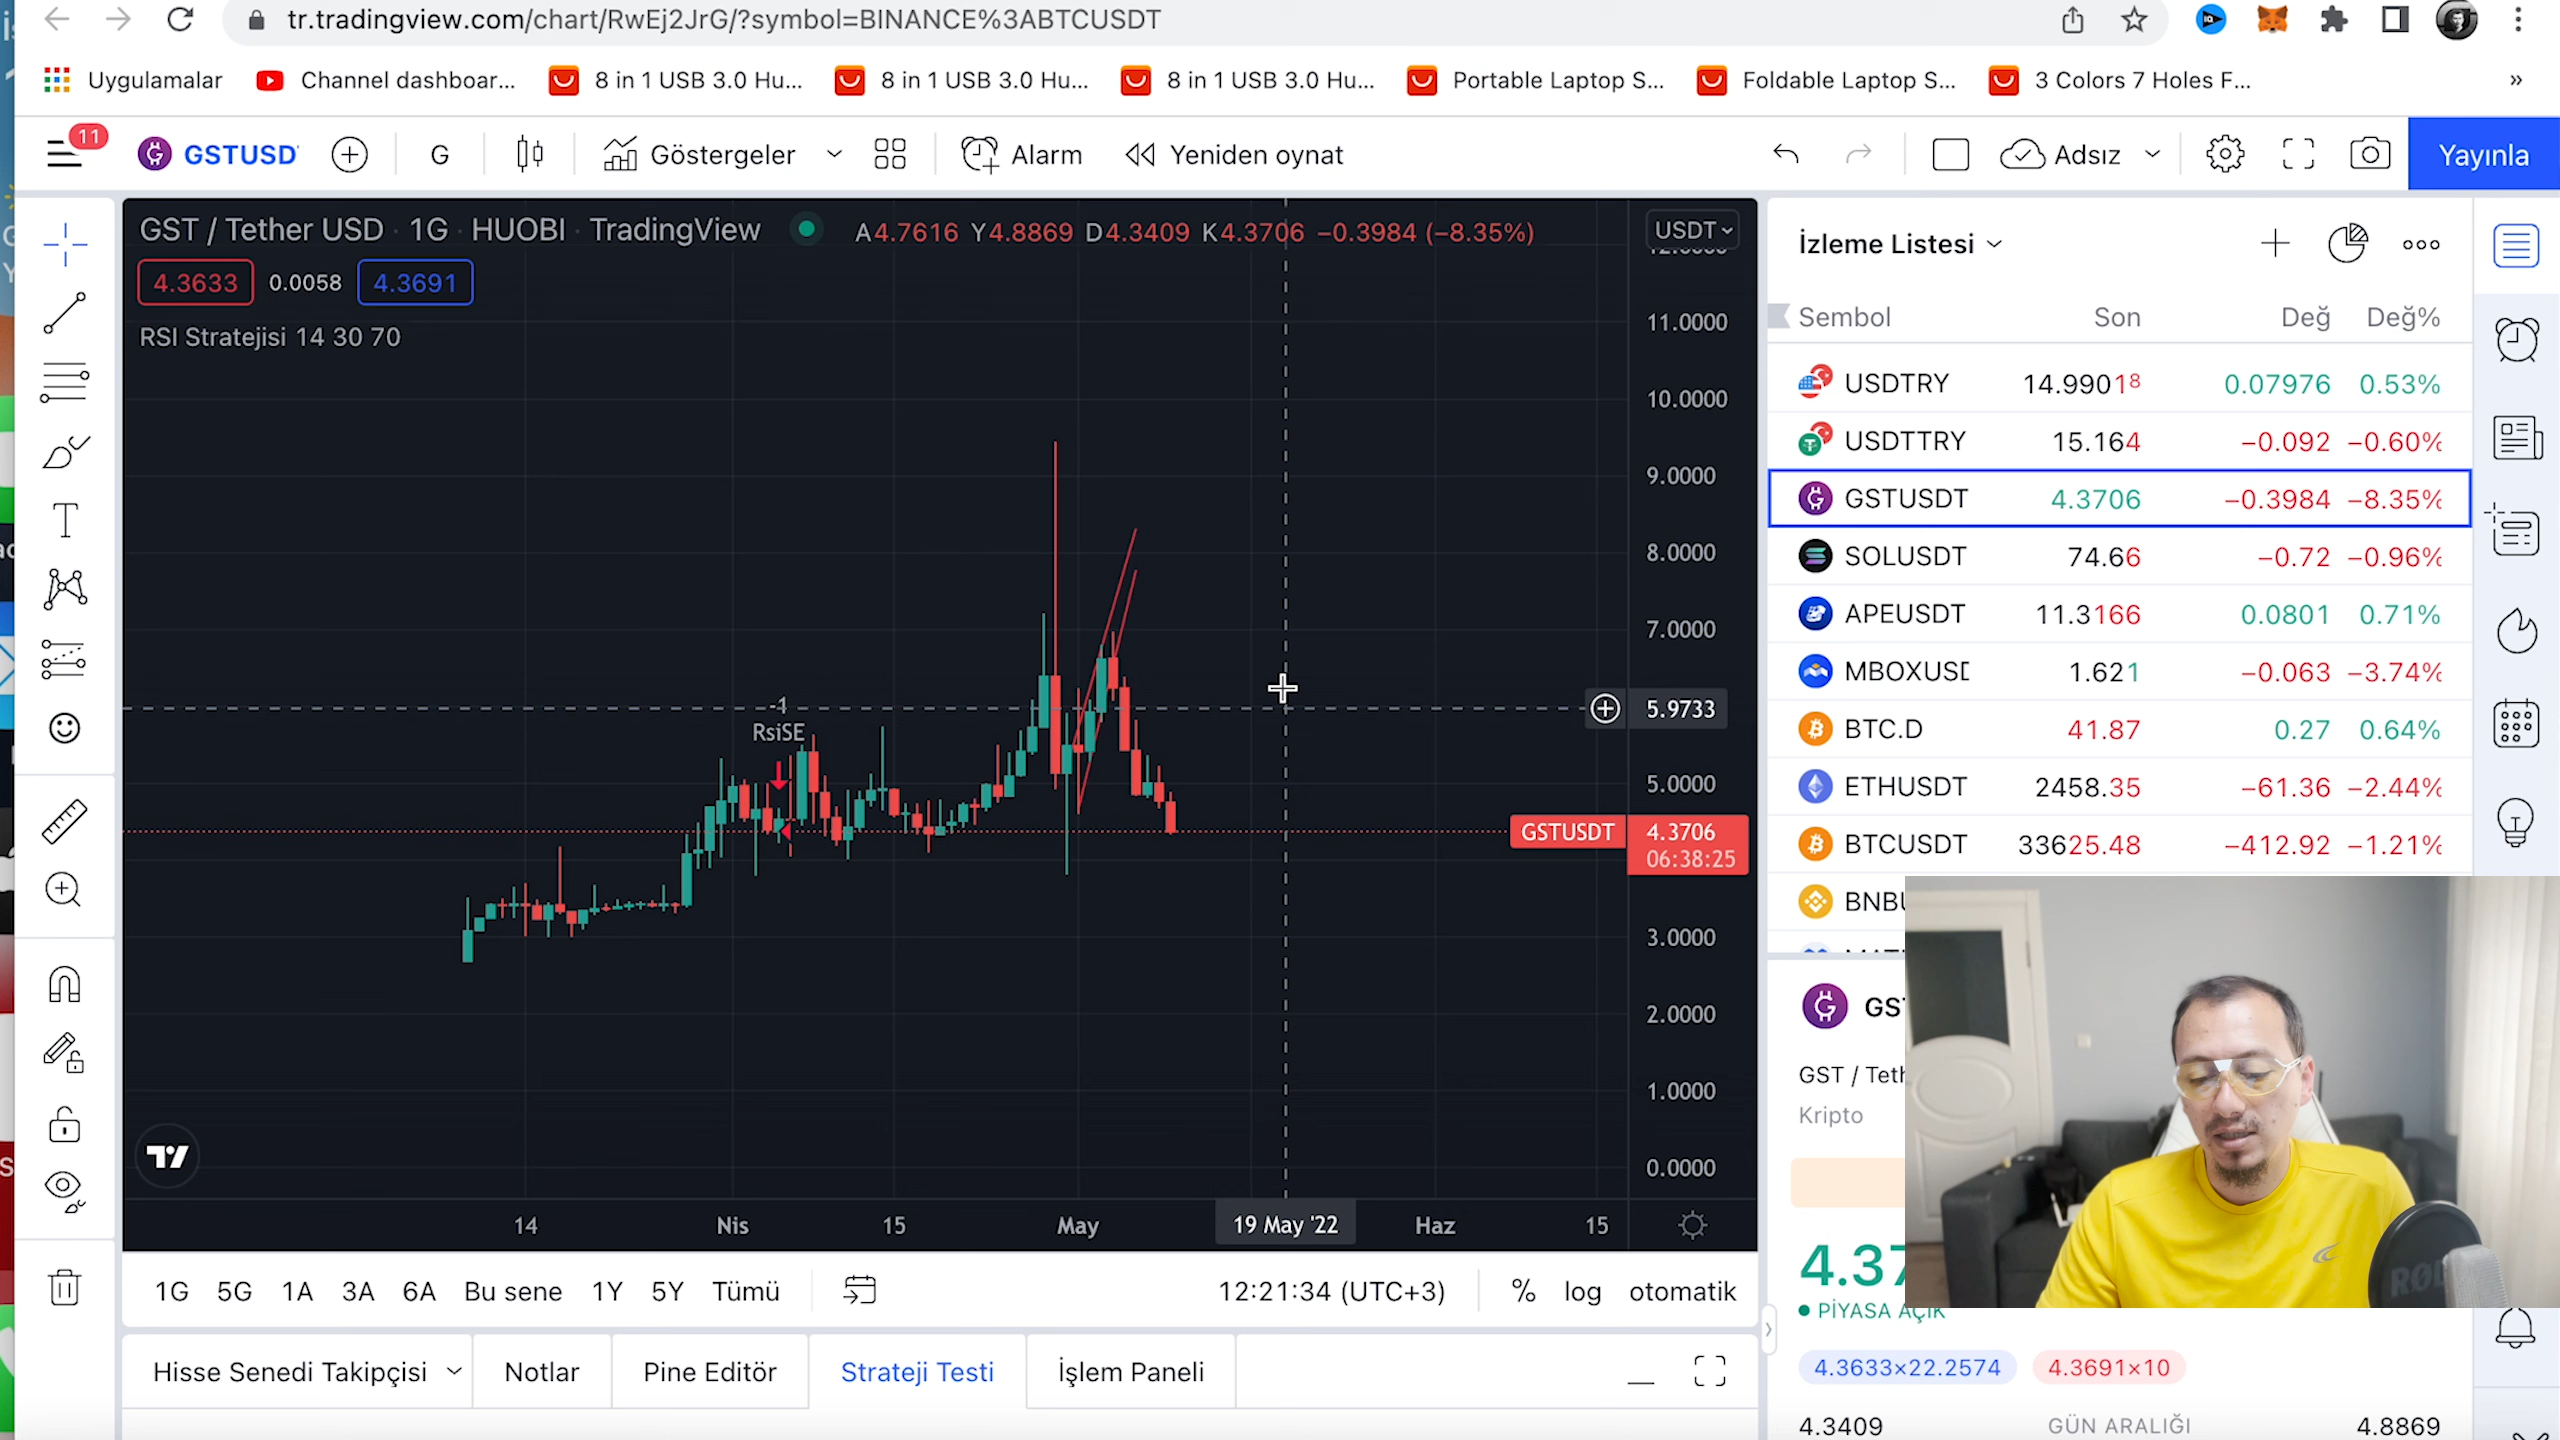 tr.tradingview.com/chart/RwEj2JrG/?symbol=BINANCE%3ABTCUSDT
Uygulamalar
Channel dashboar...
8 in 1 USB 3.0 Hu...
8 in 1 USB 3.0 Hu...
8 in 1 USB 3.0 Hu...
Portable Laptop S...
Foldable Laptop S...
3 Colors 7 Holes F...
»
11
GSTUSD
G
Göstergeler
Alarm
Yeniden oynat
Adsız
Yayınla
GST / Tether USD · 1G · HUOBI · TradingView
A4.7616 Y4.8869 D4.3409 K4.3706 −0.3984 (−8.35%)
USDT
4.3633
0.0058
4.3691
RSI Stratejisi 14 30 70
11.0000
10.0000
9.0000
8.0000
7.0000
5.9733
5.0000
GSTUSDT
4.3706
06:38:25
3.0000
2.0000
1.0000
0.0000
-1
RsiSE
14
Nis
15
May
19 May '22
Haz
15
1G 5G 1A 3A 6A Bu sene 1Y 5Y Tümü
12:21:34 (UTC+3)
% log otomatik
Hisse Senedi Takipçisi
Notlar
Pine Editör
Strateji Testi
İşlem Paneli
İzleme Listesi
Sembol Son Değ Değ%
USDTRY 14.99018 0.07976 0.53%
USDTTRY 15.164 −0.092 −0.60%
GSTUSDT 4.3706 −0.3984 −8.35%
SOLUSDT 74.66 −0.72 −0.96%
APEUSDT 11.3166 0.0801 0.71%
MBOXUSD 1.621 −0.063 −3.74%
BTC.D 41.87 0.27 0.64%
ETHUSDT 2458.35 −61.36 −2.44%
BTCUSDT 33625.48 −412.92 −1.21%
BNBU
GS
GST / Teth
Kripto
4.37
PİYASA AÇIK
4.3633×22.2574
4.3691×10
4.3409 GÜN ARALIĞI 4.8869